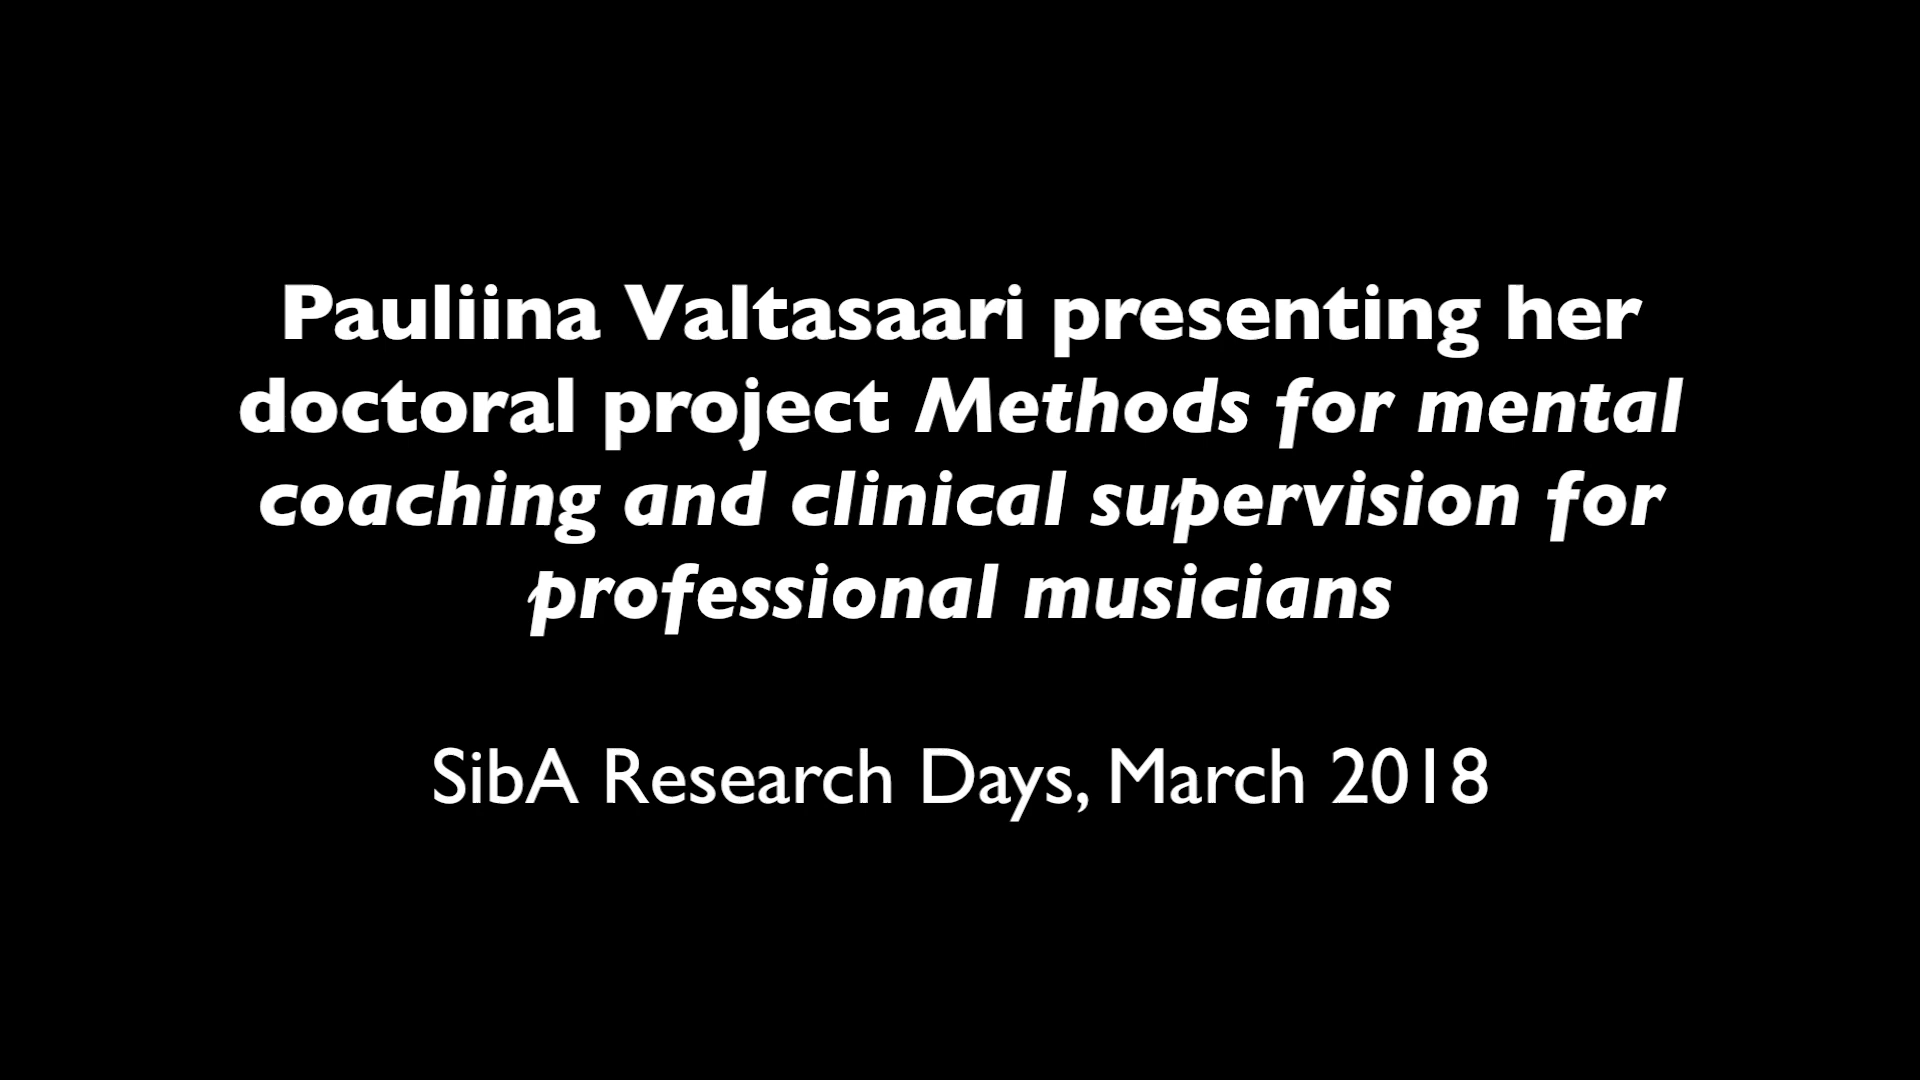 Pauliina Valtasaari presenting her
doctoral project Methods for mental
coaching and clinical supervision for
professional musicians
SibA Research Days, March 2018